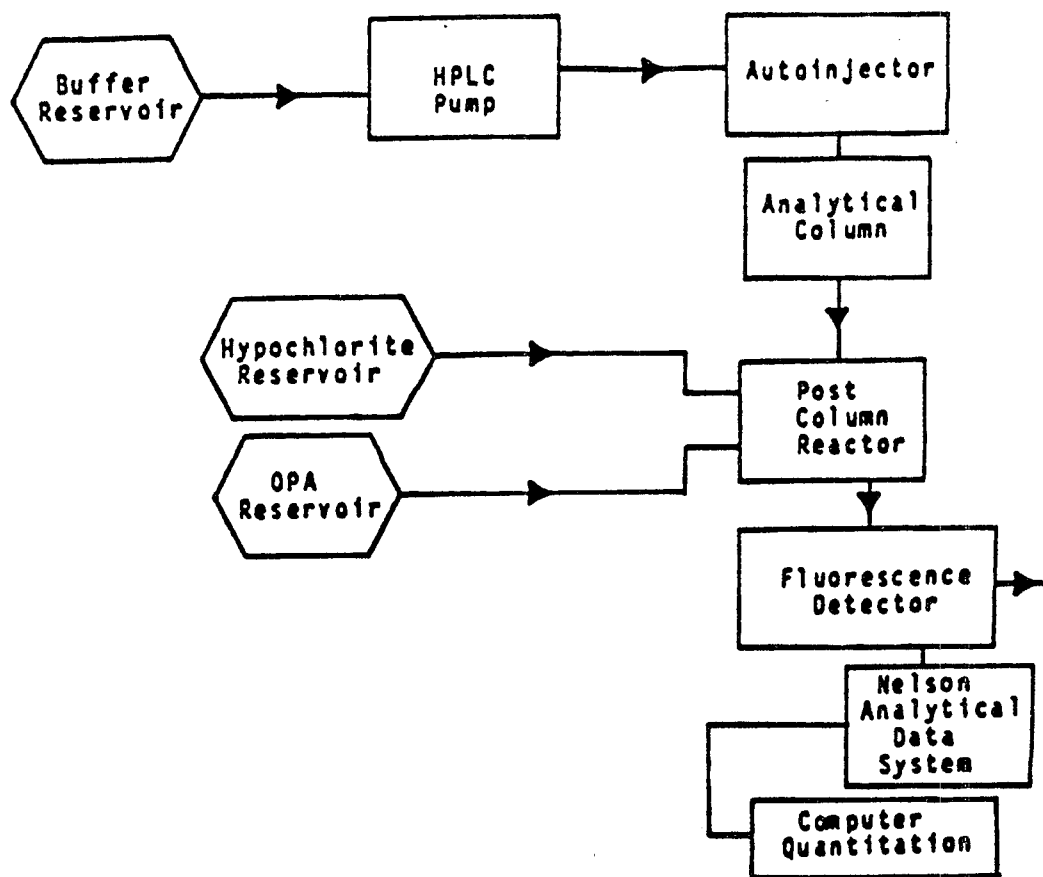 Buffer
Reservoir
HPLC
Pump
Autoinjector
Analytical
Column
Hypochlorite
Reservoir
Post
Column
Reactor
OPA
Reservoir
Fluorescence
Detector
Nelson
Analytical
Data
System
Computer
Quantitation